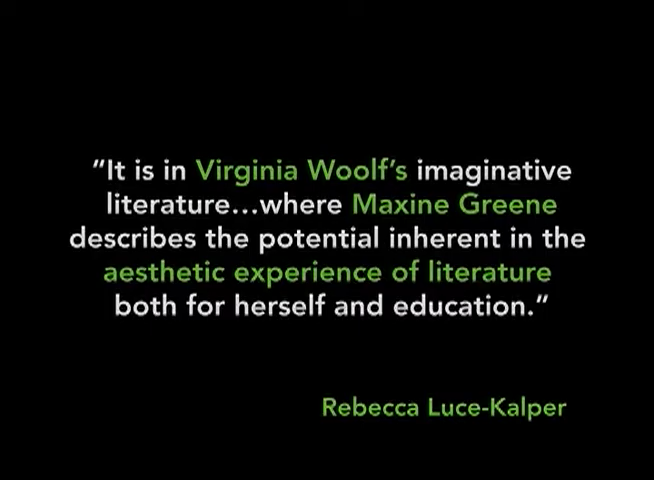 “It is in Virginia Woolf’s imaginative
literature...where Maxine Greene
describes the potential inherent in the
aesthetic experience of literature
both for herself and education.”
Rebecca Luce-Kalper